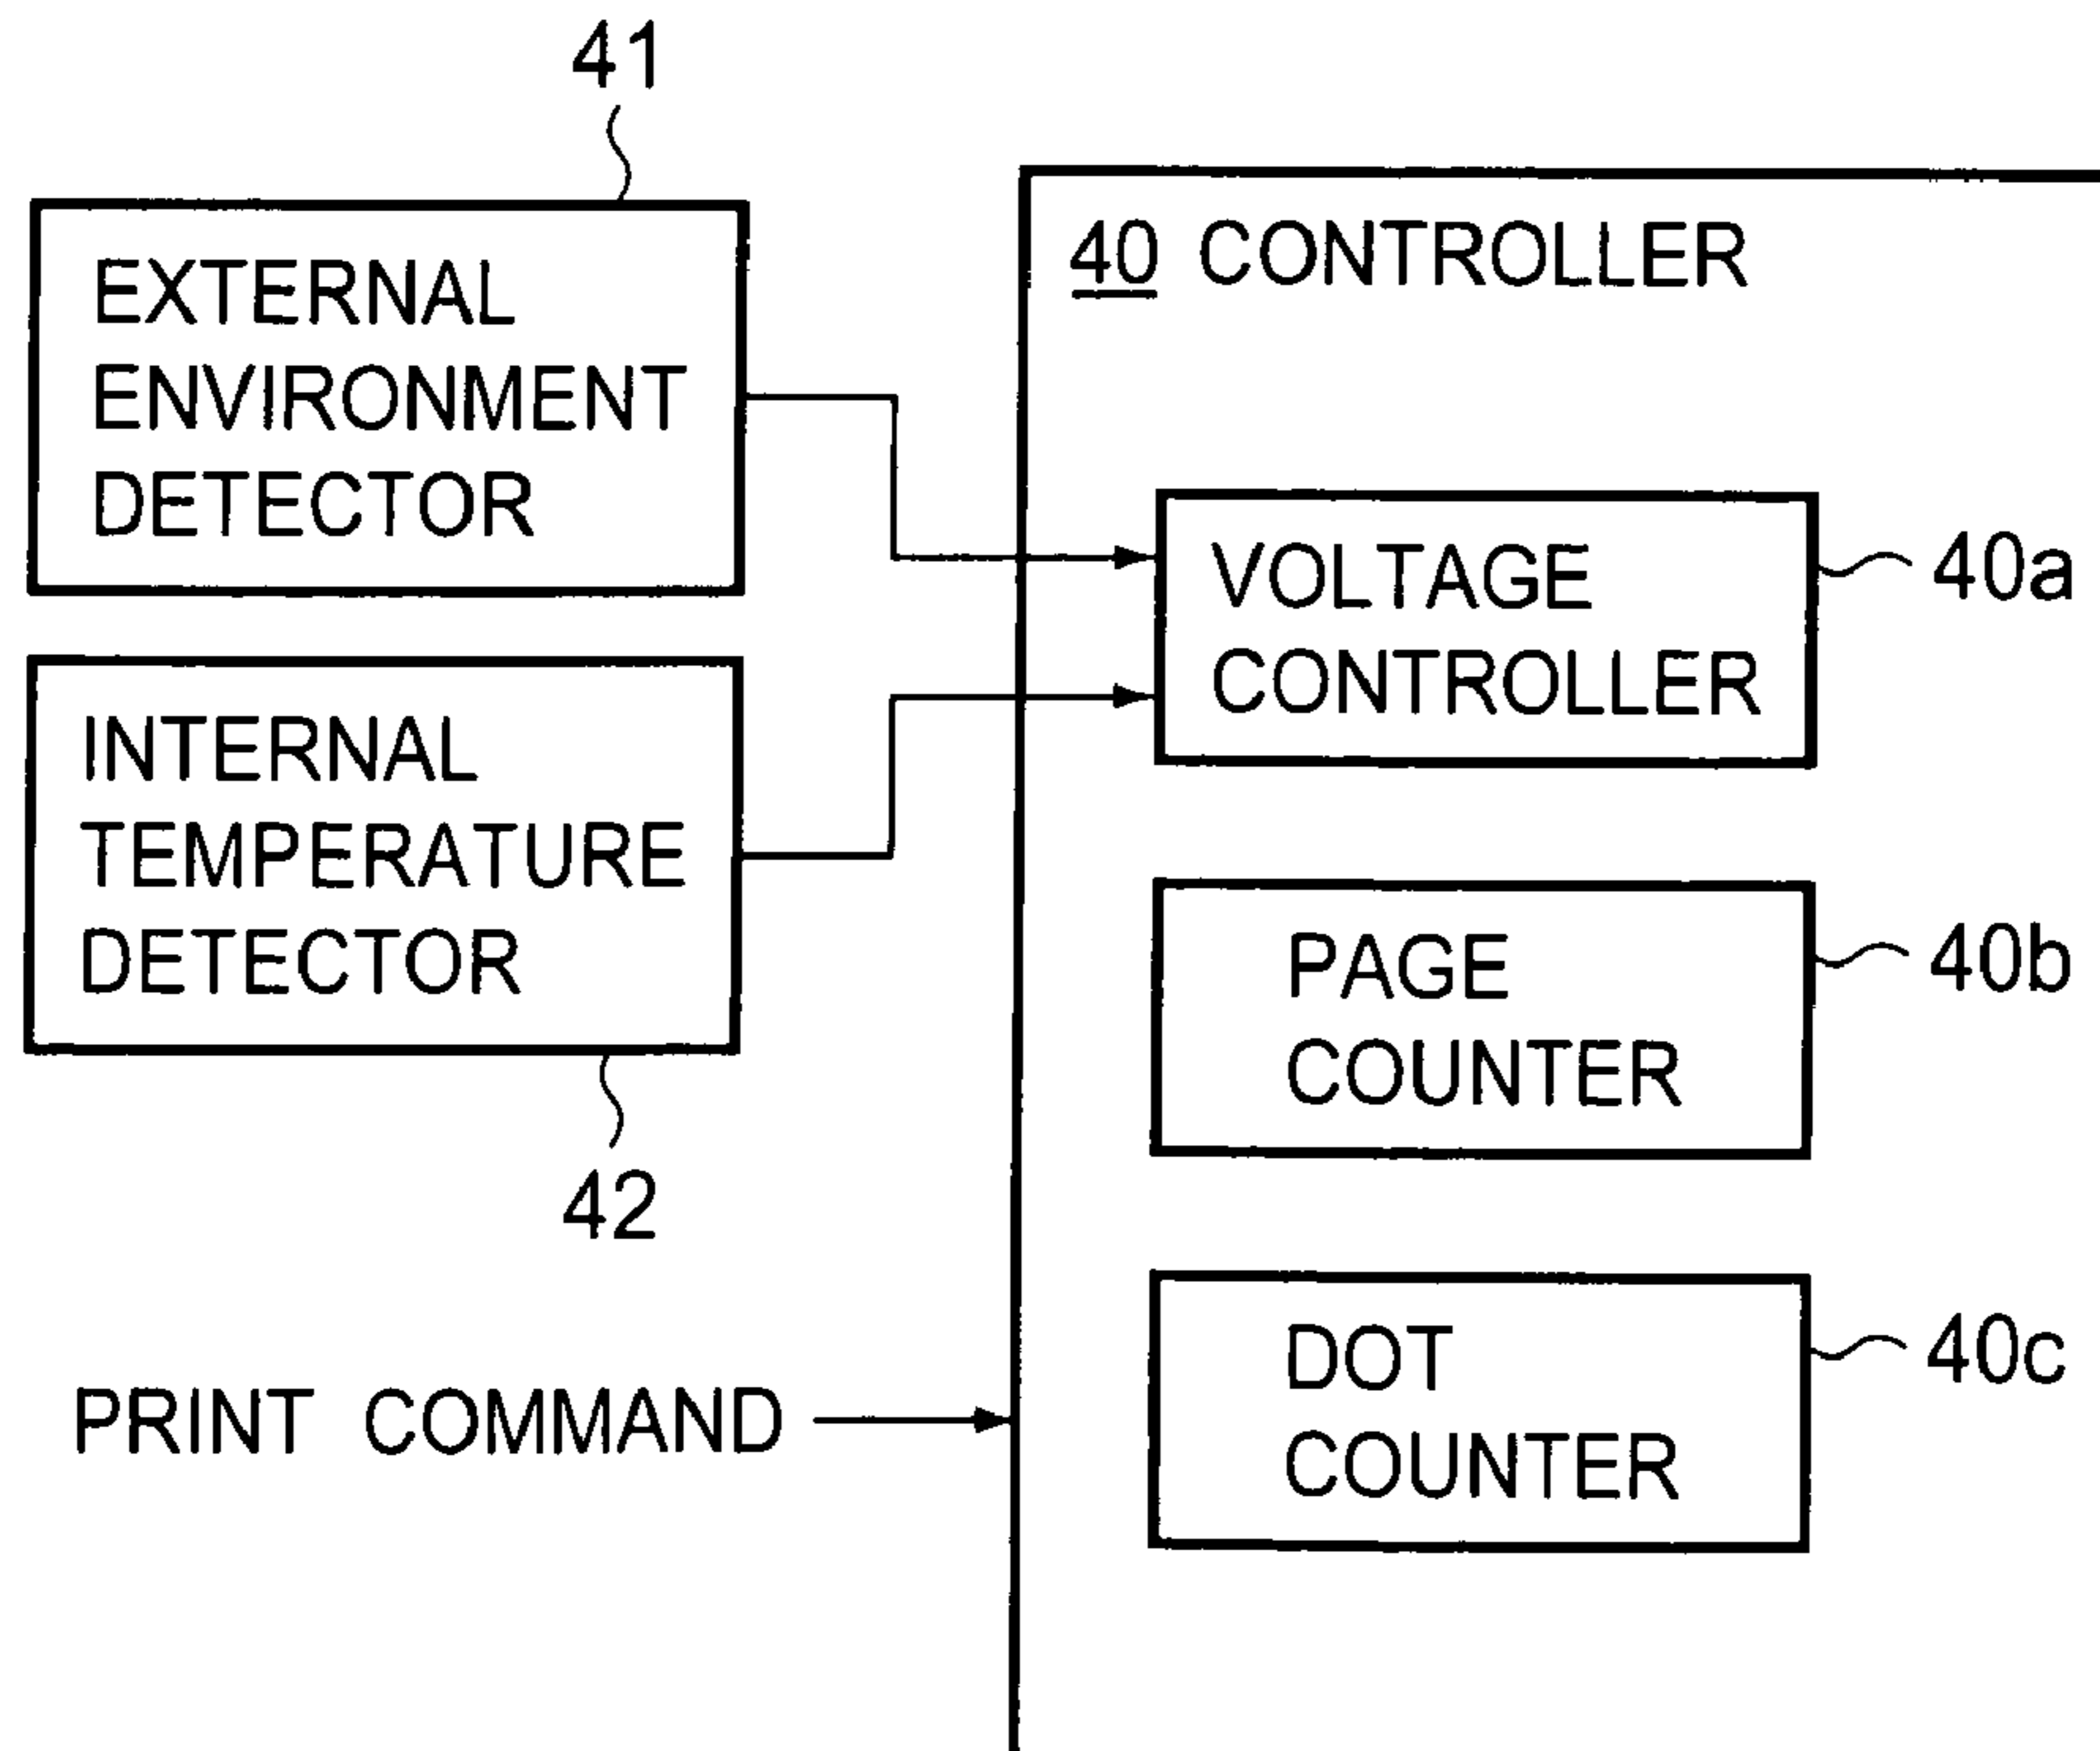 41
EXTERNAL
ENVIRONMENT
DETECTOR
INTERNAL
TEMPERATURE
DETECTOR
42
PRINT COMMAND
40 CONTROLLER
VOLTAGE
CONTROLLER
40a
PAGE
COUNTER
40b
DOT
COUNTER
40c